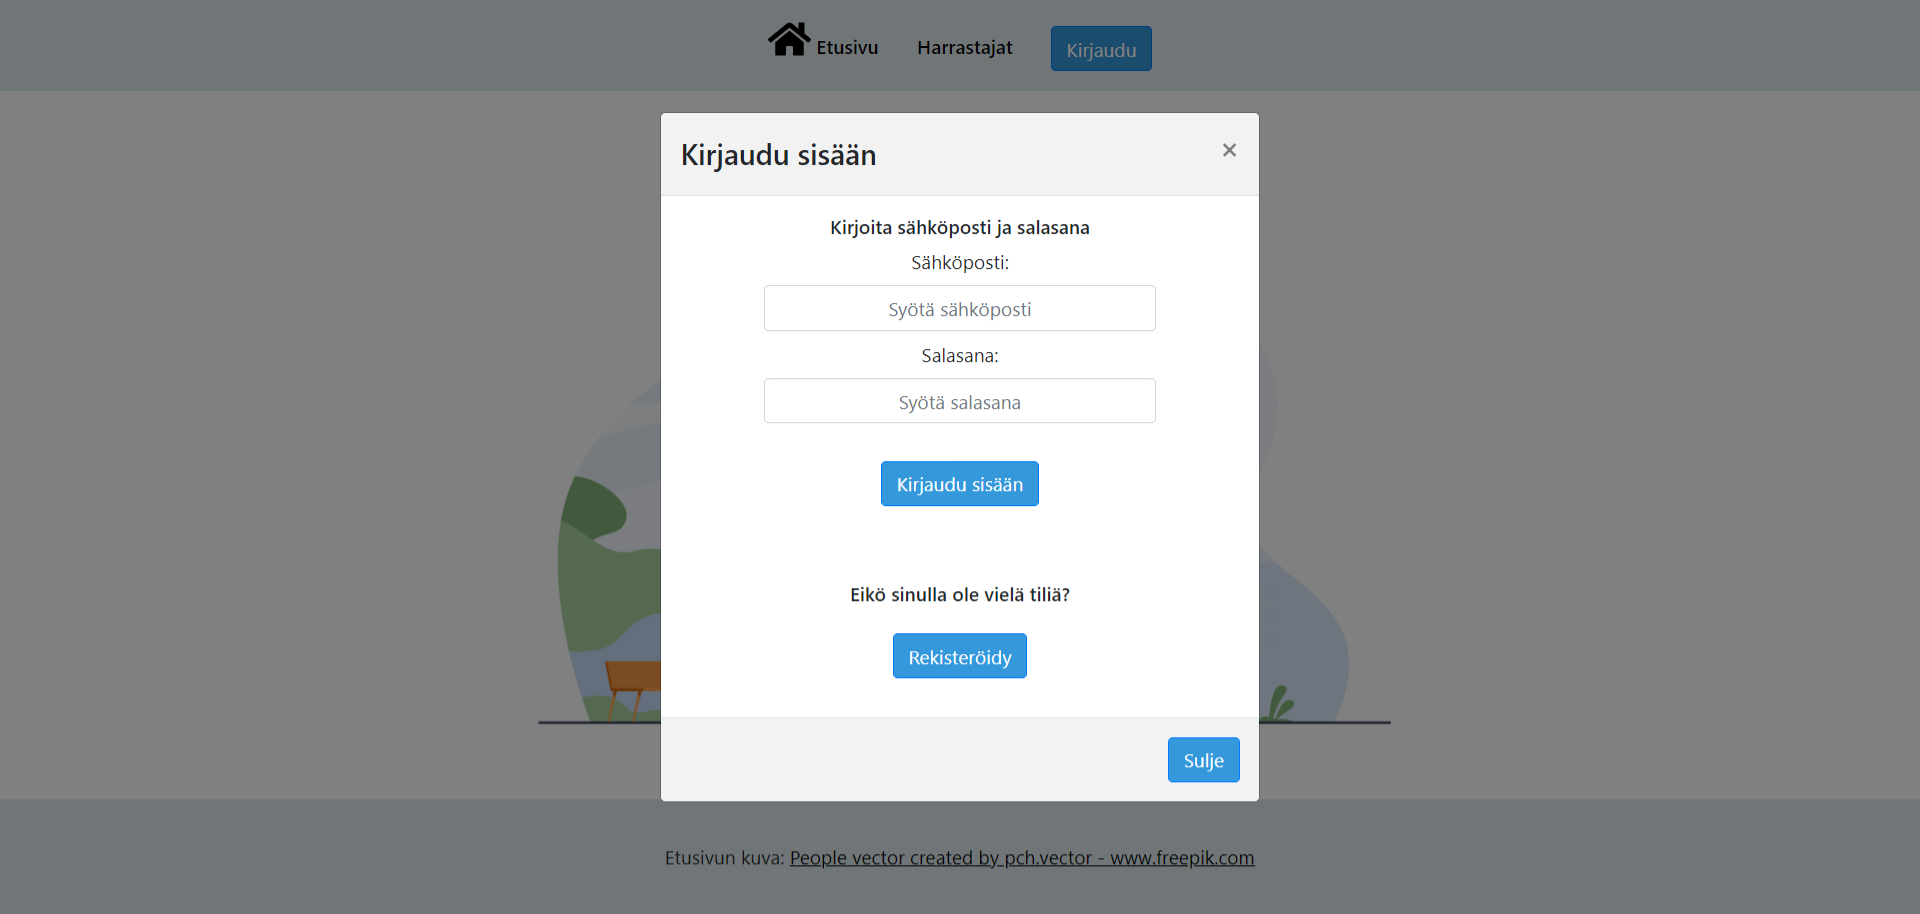 Etusivu
Harrastajat
Kirjaudu
Kirjaudu sisään
×
Kirjoita sähköposti ja salasana
Sähköposti:
Syötä sähköposti
Salasana:
Syötä salasana
Kirjaudu sisään
Eikö sinulla ole vielä tiliä?
Rekisteröidy
Sulje
Etusivun kuva: People vector created by pch.vector - www.freepik.com